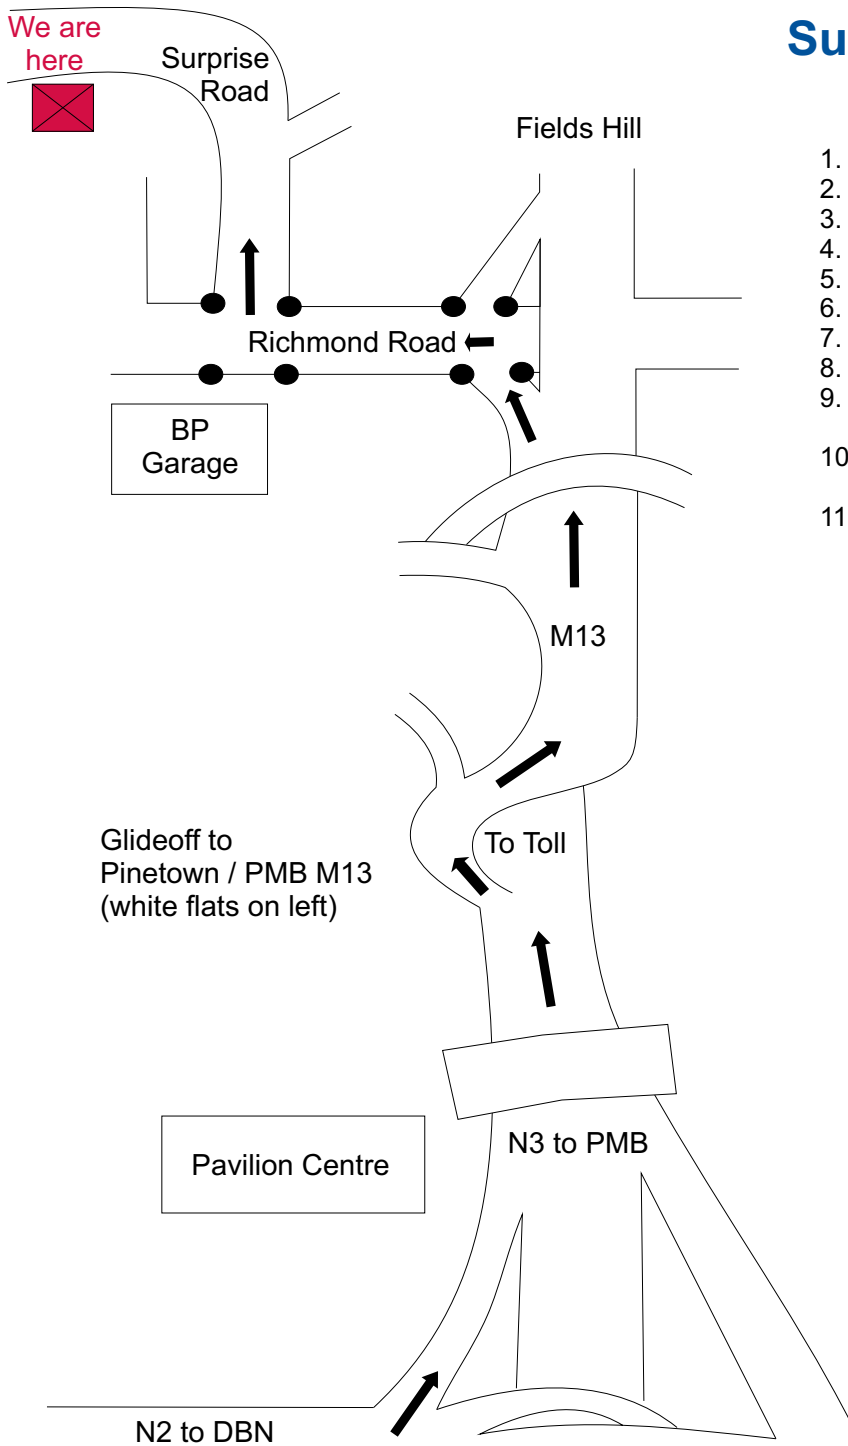 We are
here
Surprise
Road
Su
Fields Hill
1.
2.
3.
4.
5.
6.
7.
8.
9.
10
11
Richmond Road
BP
Garage
M13
Glideoff to
Pinetown / PMB M13
(white flats on left)
To Toll
N3 to PMB
Pavilion Centre
N2 to DBN